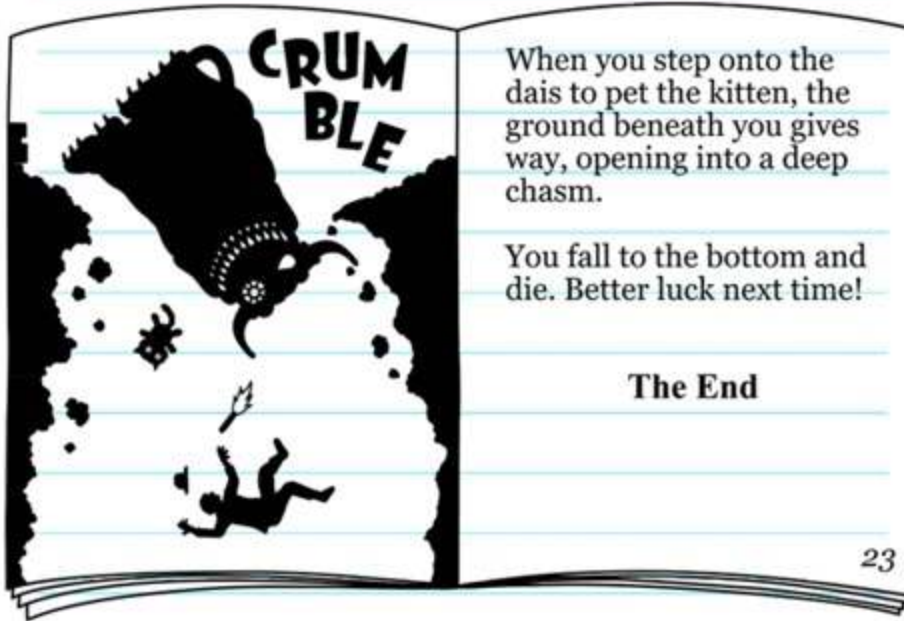 CRUM
BLE
When you step onto the
dais to pet the kitten, the
ground beneath you gives
way, opening into a deep
chasm.
You fall to the bottom and
die. Better luck next time!
The End
23